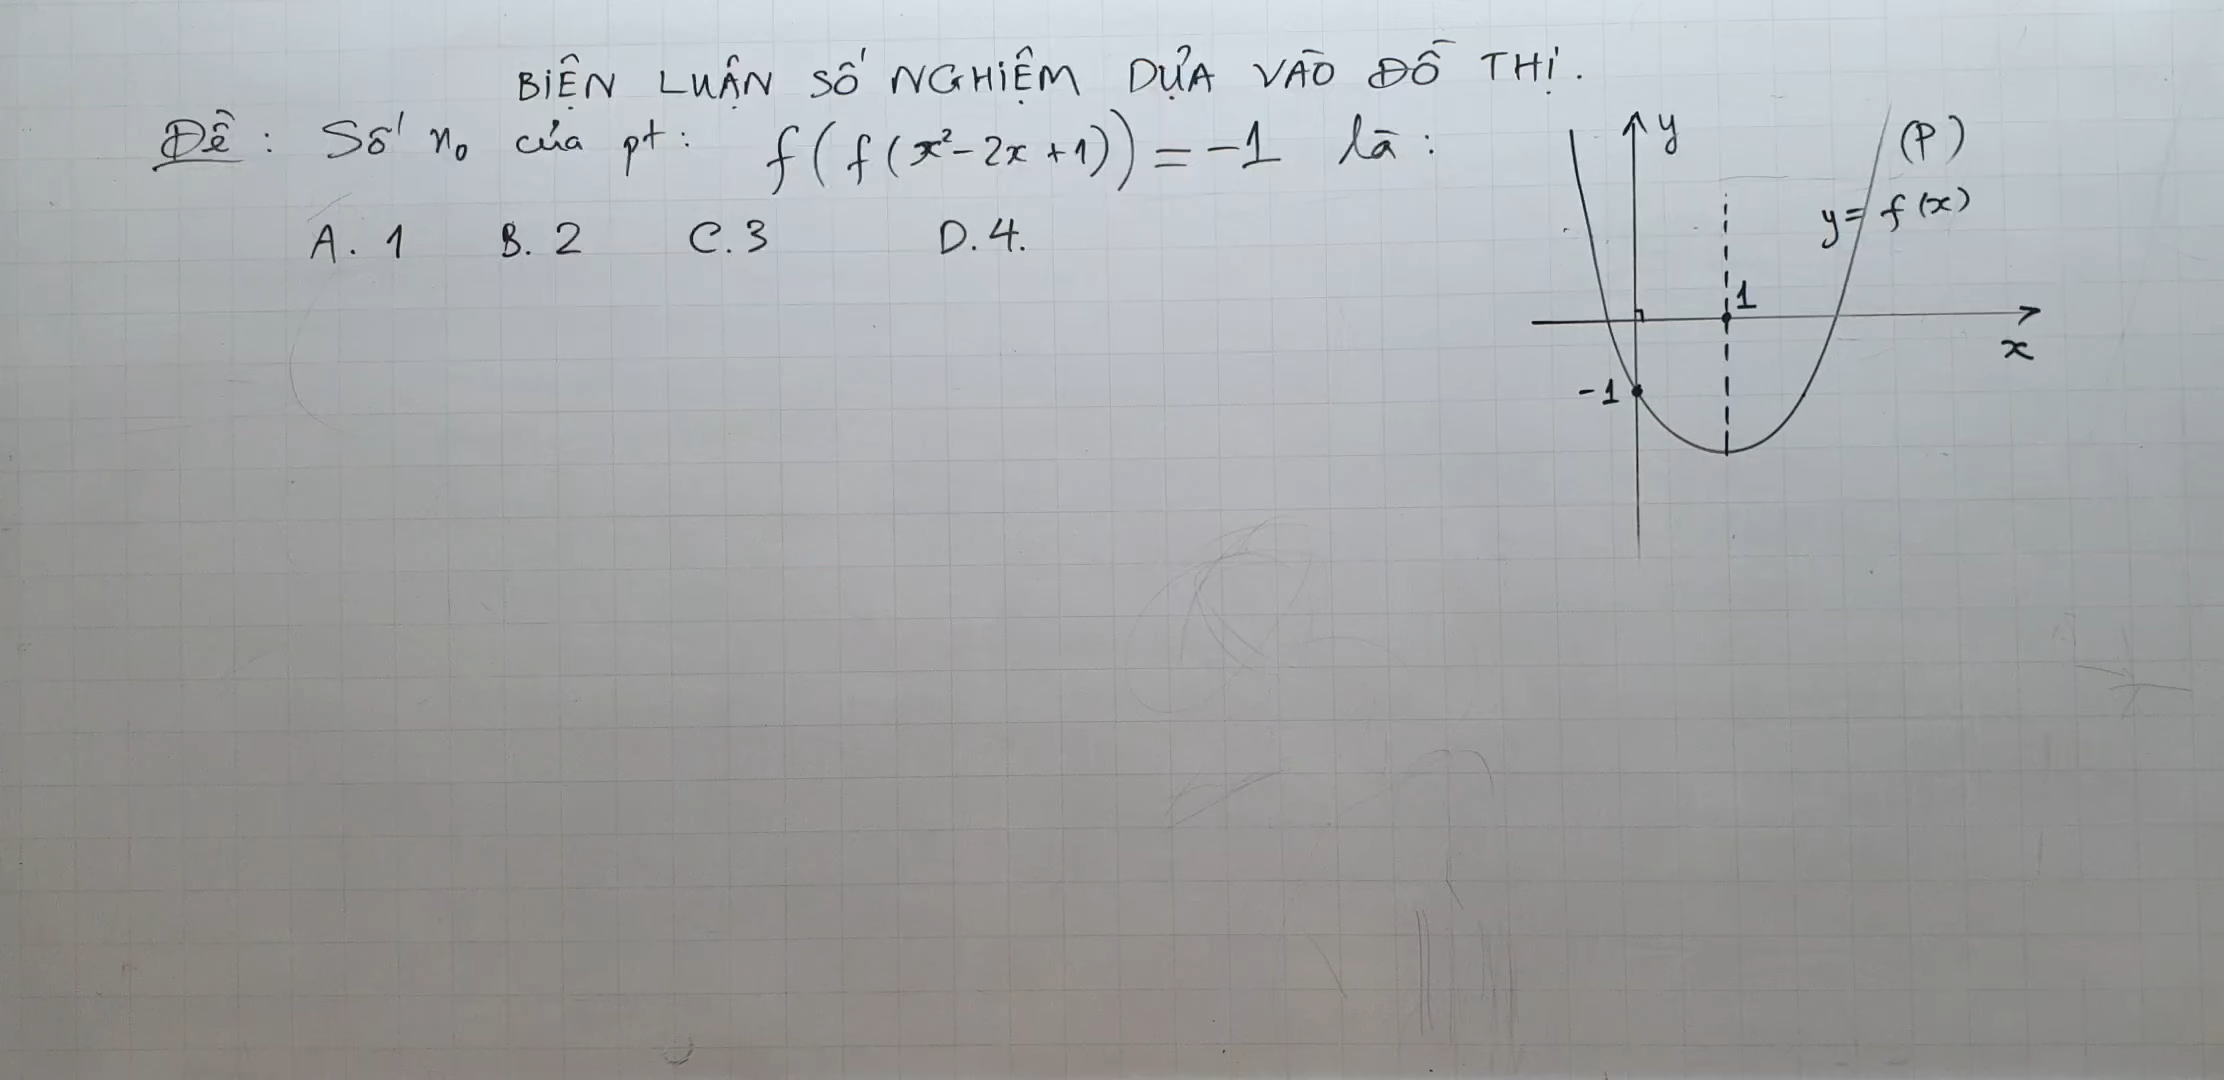 BIỆN LUẬN SỐ NGHIỆM DỰA VÀO ĐỒ THỊ.
Đề: Số n₀ của pt: f(f(x²-2x+1))=-1 là:
A. 1 B. 2 C. 3 D. 4.
y
(P)
y= f(x)
1
x
-1